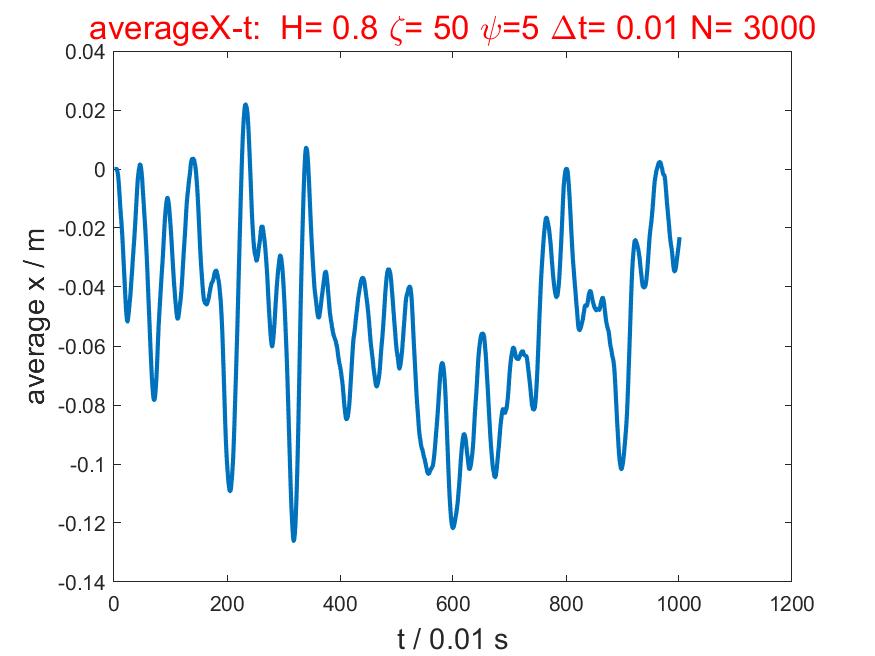 averageX-t: H= 0.8 ζ= 50 ψ=5 Δt= 0.01 N= 3000
0.04
0.02
0
-0.02
-0.04
-0.06
-0.08
-0.1
-0.12
-0.14
average x / m
0 200 400 600 800 1000 1200
t / 0.01 s